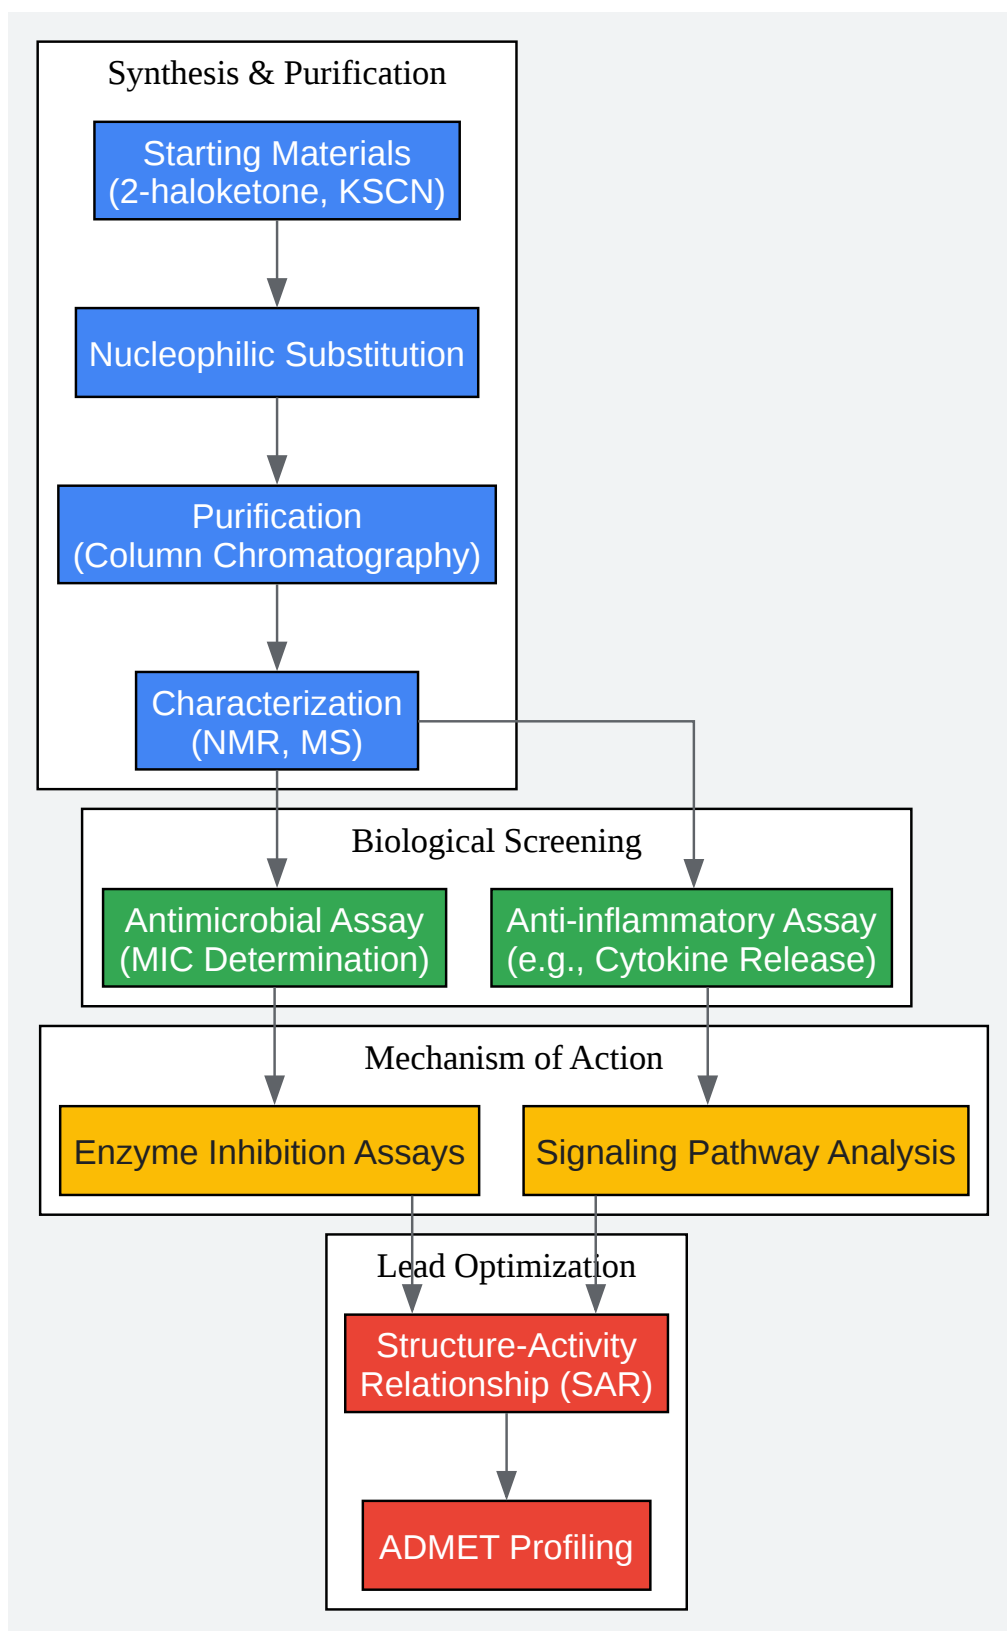 Synthesis & Purification
Starting Materials
(2-haloketone, KSCN)
Nucleophilic Substitution
Purification
(Column Chromatography)
Characterization
(NMR, MS)
Biological Screening
Antimicrobial Assay
(MIC Determination)
Anti-inflammatory Assay
(e.g., Cytokine Release)
Mechanism of Action
Enzyme Inhibition Assays
Signaling Pathway Analysis
Lead Optimization
Structure-Activity
Relationship (SAR)
ADMET Profiling